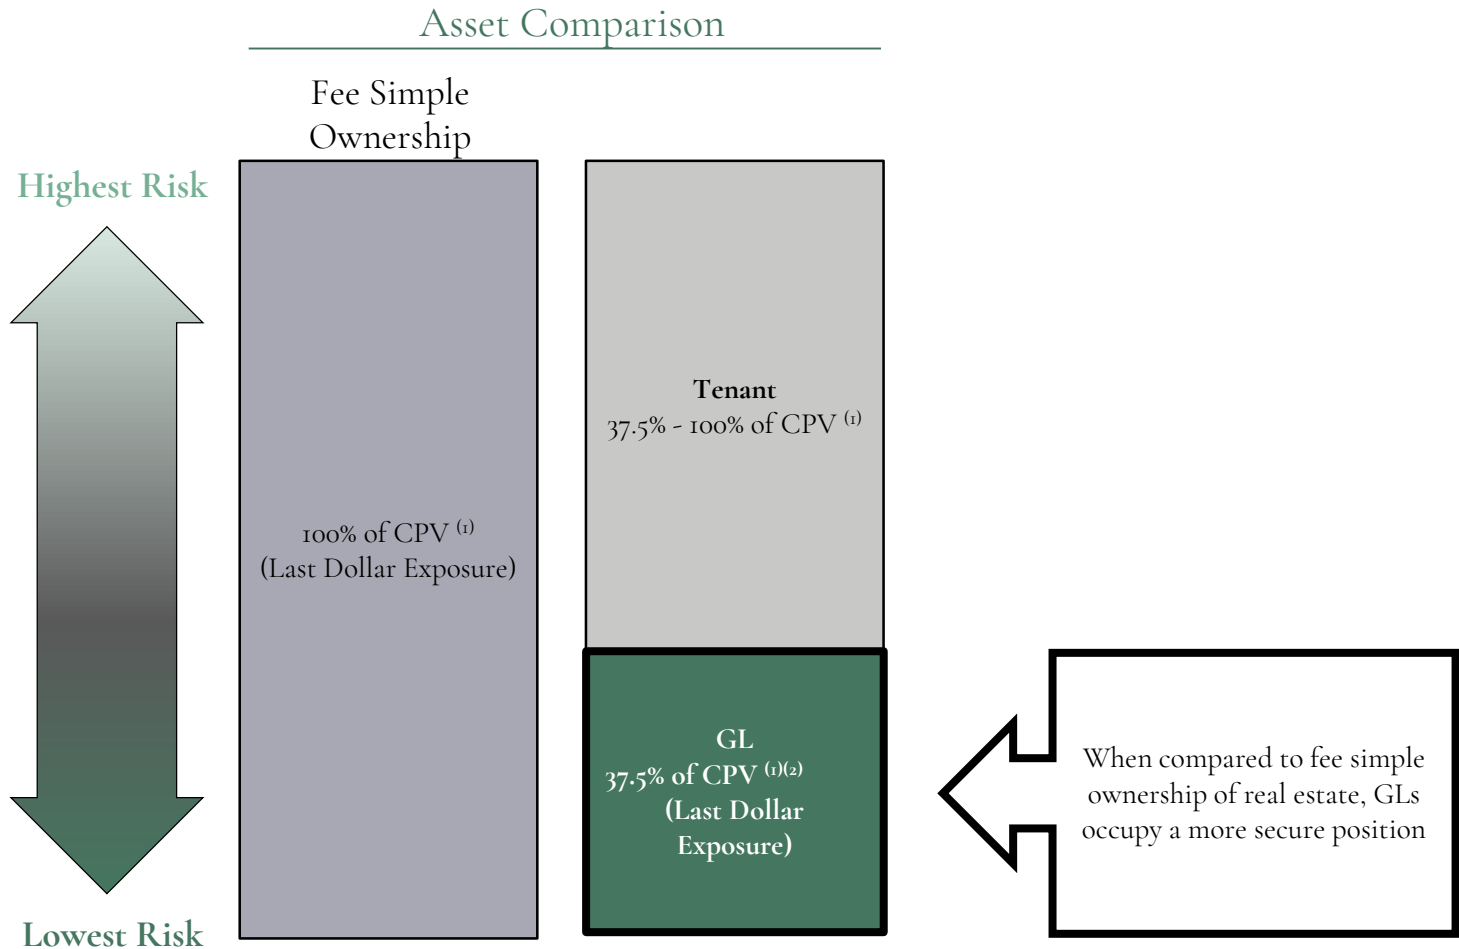 Asset Comparison
Fee Simple
Ownership
Highest Risk
Tenant
37.5% - 100% of CPV (1)
100% of CPV (1)
(Last Dollar Exposure)
GL
37.5% of CPV (1)(2)
(Last Dollar
Exposure)
When compared to fee simple
ownership of real estate, GLs
occupy a more secure position
Lowest Risk